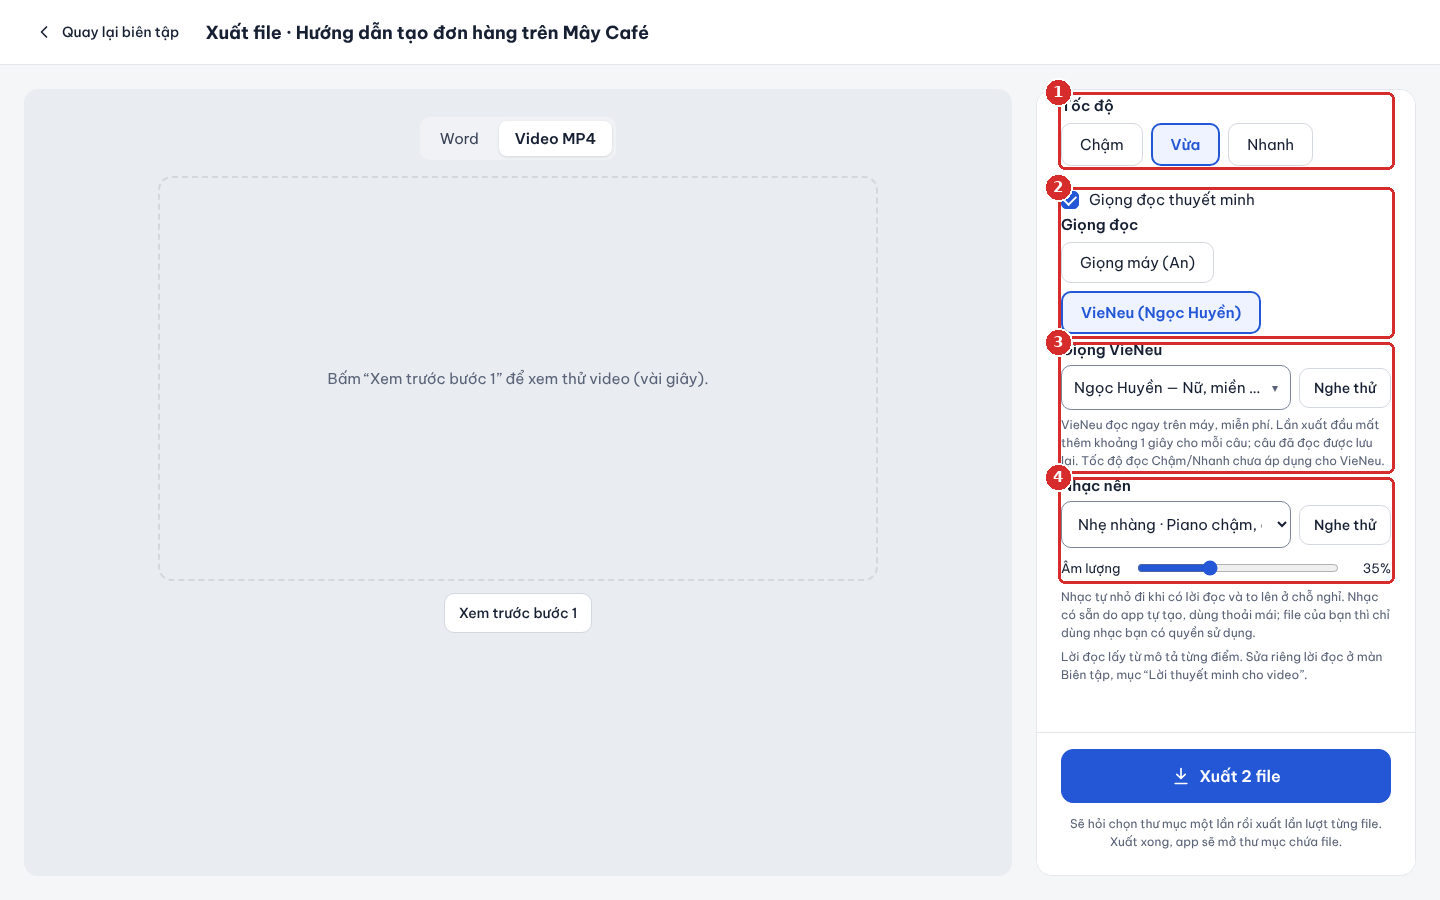 Quay lại biên tập
Xuất file · Hướng dẫn tạo đơn hàng trên Mây Café
Word
Video MP4
Bấm “Xem trước bước 1” để xem thử video (vài giây).
Xem trước bước 1
1
Tốc độ
Chậm
Vừa
Nhanh
2
Giọng đọc thuyết minh
Giọng đọc
Giọng máy (An)
VieNeu (Ngọc Huyền)
3
Giọng VieNeu
Ngọc Huyền — Nữ, miền ...
Nghe thử
VieNeu đọc ngay trên máy, miễn phí. Lần xuất đầu mất
thêm khoảng 1 giây cho mỗi câu; câu đã đọc được lưu
lại. Tốc độ đọc Chậm/Nhanh chưa áp dụng cho VieNeu.
4
Nhạc nền
Nhẹ nhàng · Piano chậm,
Nghe thử
Âm lượng
35%
Nhạc tự nhỏ đi khi có lời đọc và to lên ở chỗ nghỉ. Nhạc
có sẵn do app tự tạo, dùng thoải mái; file của bạn thì chỉ
dùng nhạc bạn có quyền sử dụng.
Lời đọc lấy từ mô tả từng điểm. Sửa riêng lời đọc ở màn
Biên tập, mục “Lời thuyết minh cho video”.
Xuất 2 file
Sẽ hỏi chọn thư mục một lần rồi xuất lần lượt từng file.
Xuất xong, app sẽ mở thư mục chứa file.